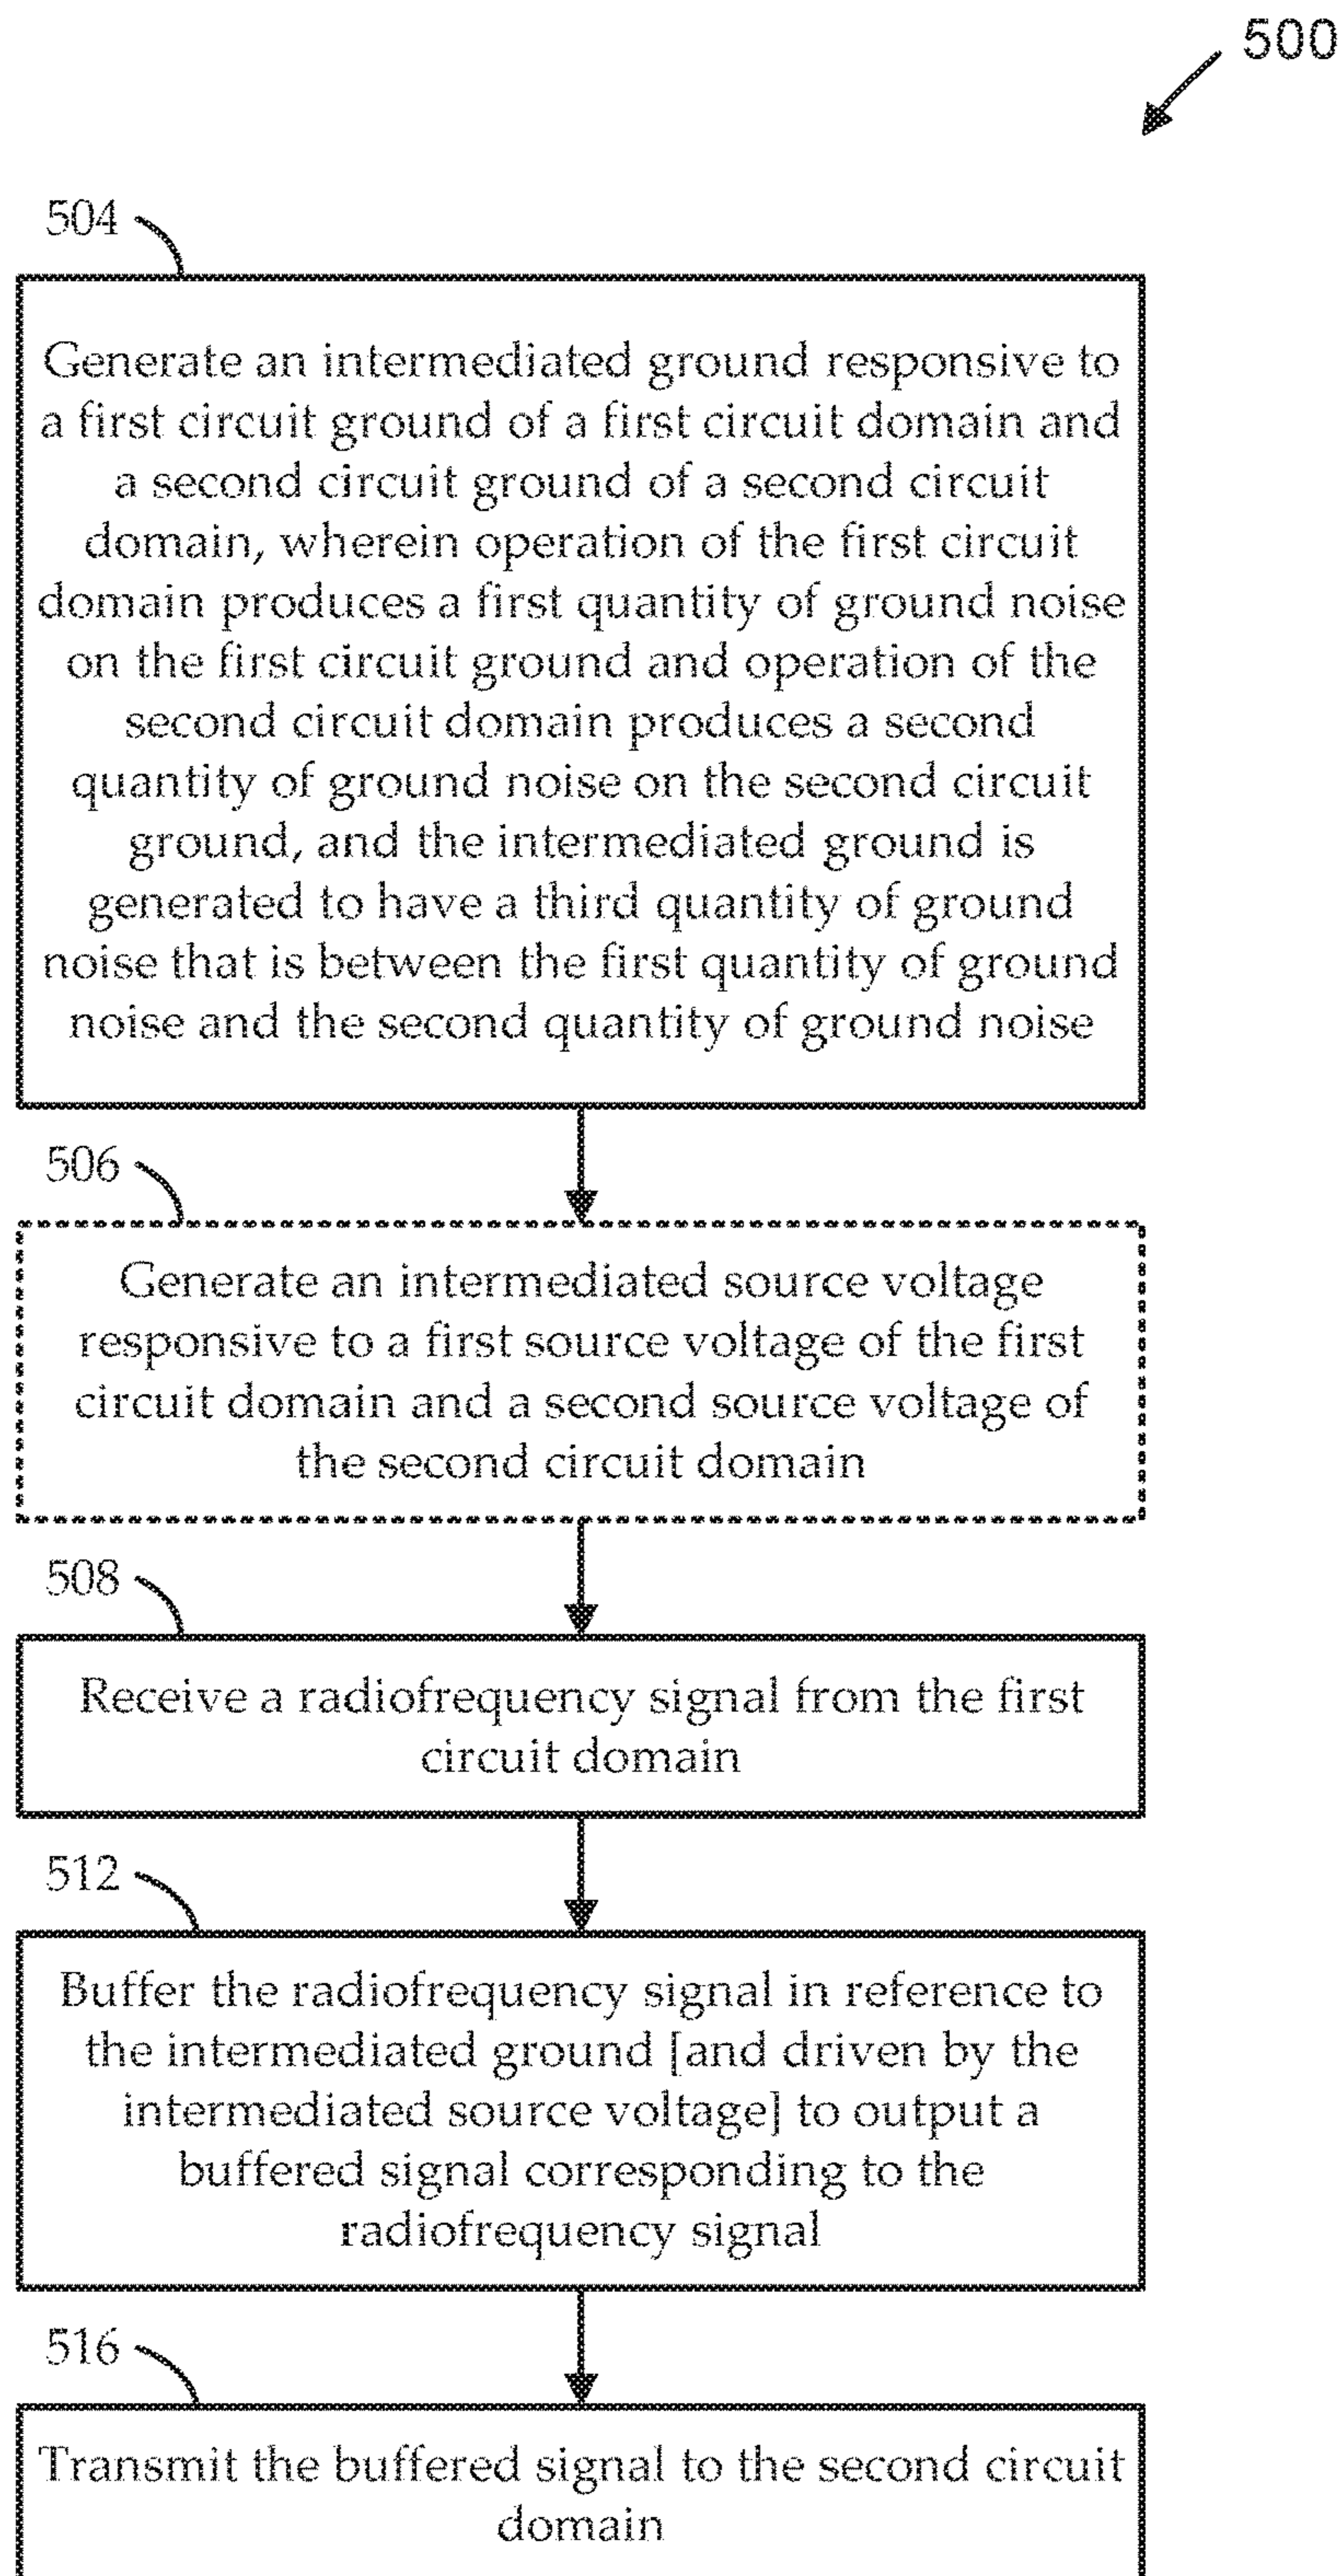 500
504
Generate an intermediated ground responsive to
a first circuit ground of a first circuit domain and
a second circuit ground of a second circuit
domain, wherein operation of the first circuit
domain produces a first quantity of ground noise
on the first circuit ground and operation of the
second circuit domain produces a second
quantity of ground noise on the second circuit
ground, and the intermediated ground is
generated to have a third quantity of ground
noise that is between the first quantity of ground
noise and the second quantity of ground noise
506
Generate an intermediated source voltage
responsive to a first source voltage of the first
circuit domain and a second source voltage of
the second circuit domain
508
Receive a radiofrequency signal from the first
circuit domain
512
Buffer the radiofrequency signal in reference to
the intermediated ground [and driven by the
intermediated source voltage] to output a
buffered signal corresponding to the
radiofrequency signal
516
Transmit the buffered signal to the second circuit
domain